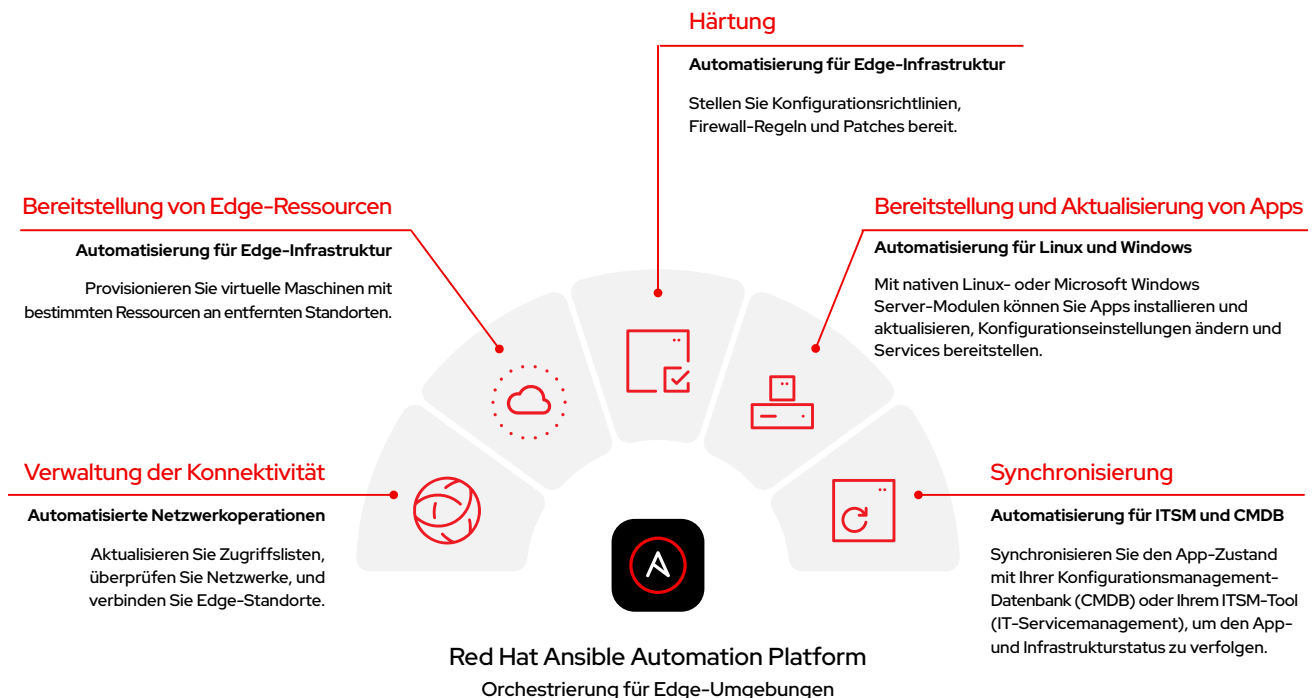 Härtung
Automatisierung für Edge-Infrastruktur
Stellen Sie Konfigurationsrichtlinien,
Firewall-Regeln und Patches bereit.
Bereitstellung von Edge-Ressourcen
Automatisierung für Edge-Infrastruktur
Provisionieren Sie virtuelle Maschinen mit
bestimmten Ressourcen an entfernten Standorten.
Bereitstellung und Aktualisierung von Apps
Automatisierung für Linux und Windows
Mit nativen Linux- oder Microsoft Windows
Server-Modulen können Sie Apps installieren und
aktualisieren, Konfigurationseinstellungen ändern und
Services bereitstellen.
Verwaltung der Konnektivität
Automatisierte Netzwerkoperationen
Aktualisieren Sie Zugriffslisten,
überprüfen Sie Netzwerke, und
verbinden Sie Edge-Standorte.
Synchronisierung
Automatisierung für ITSM und CMDB
Synchronisieren Sie den App-Zustand
mit Ihrer Konfigurationsmanagement-
Datenbank (CMDB) oder Ihrem ITSM-Tool
(IT-Servicemanagement), um den App-
und Infrastrukturstatus zu verfolgen.
Red Hat Ansible Automation Platform
Orchestrierung für Edge-Umgebungen